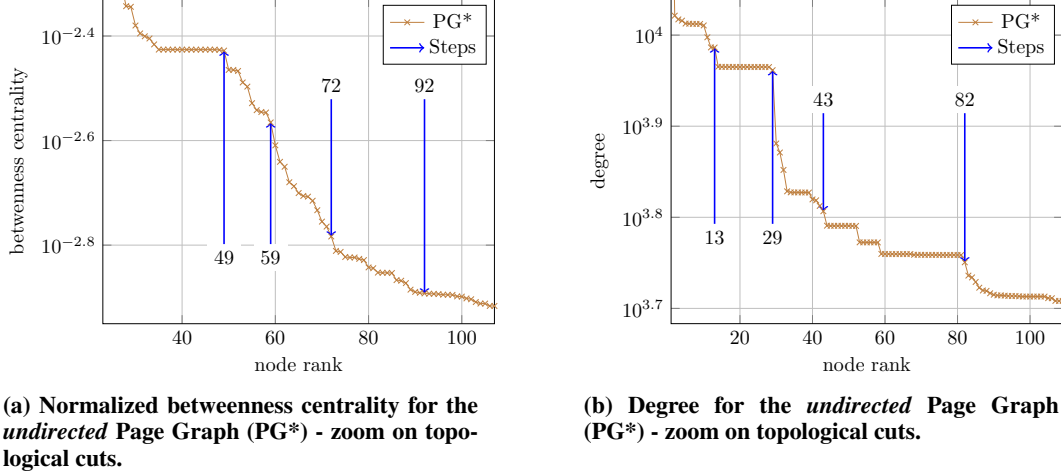 PG*
Steps
10^−2.4
10^−2.6
10^−2.8
betweenness centrality
49
59
72
92
40
60
80
100
node rank
(a) Normalized betweenness centrality for the
undirected Page Graph (PG*) - zoom on topo-
logical cuts.
PG*
Steps
10^4
10^3.9
10^3.8
10^3.7
degree
13
29
43
82
20
40
60
80
100
node rank
(b) Degree for the undirected Page Graph
(PG*) - zoom on topological cuts.